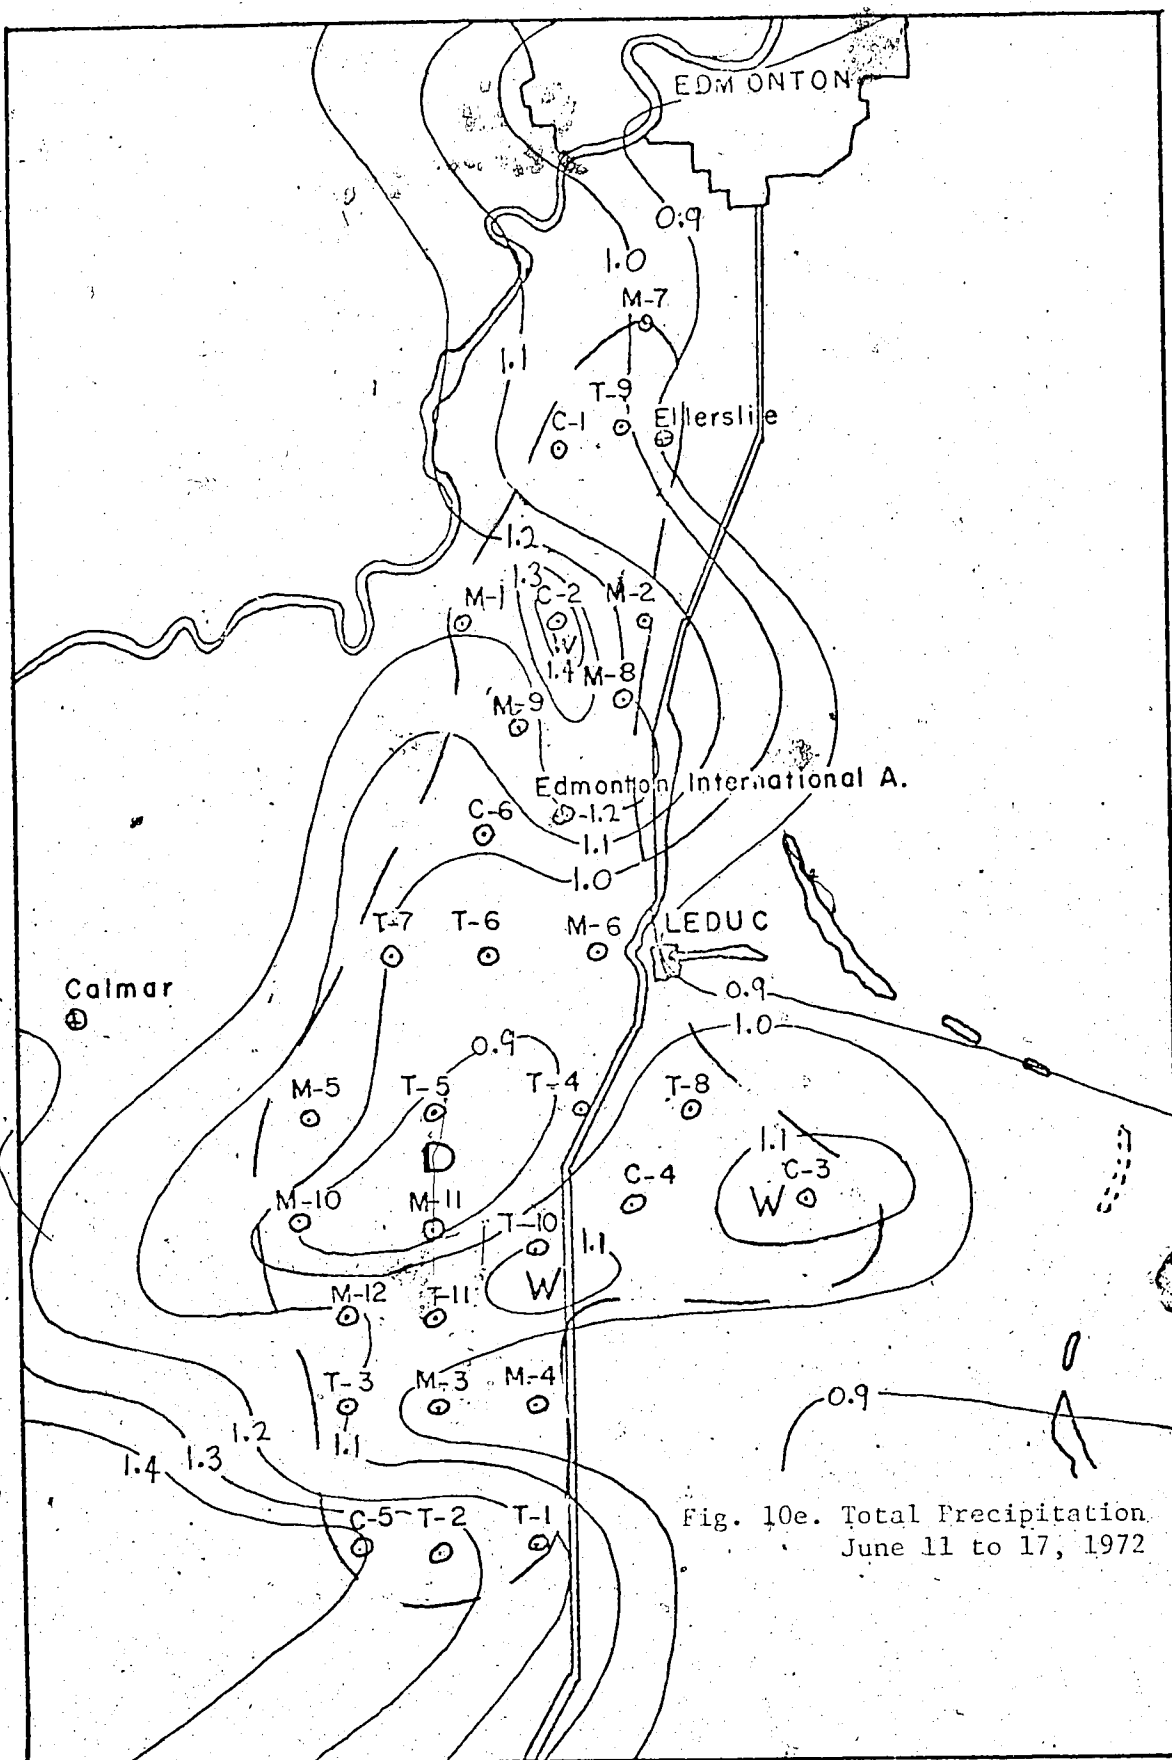 EDMONTON
0.9
1.0
M-7
1.1
T-9
C-1
Ellerslie
1.2
1.3
M-1
C-2
M-2
W
1.4
M-8
M-9
Edmonton International A.
C-6
1.2
1.1
1.0
T-7
T-6
M-6
LEDUC
Calmar
0.9
1.0
0.9
M-5
T-5
T-4
T-8
D
1.1
C-3
W
C-4
M-10
M-11
T-10
1.1
W
M-12
T-11
T-3
M-3
M-4
0.9
1.1
1.2
1.3
1.4
C-5
T-2
T-1
Fig. 10e. Total Precipitation
June 11 to 17, 1972